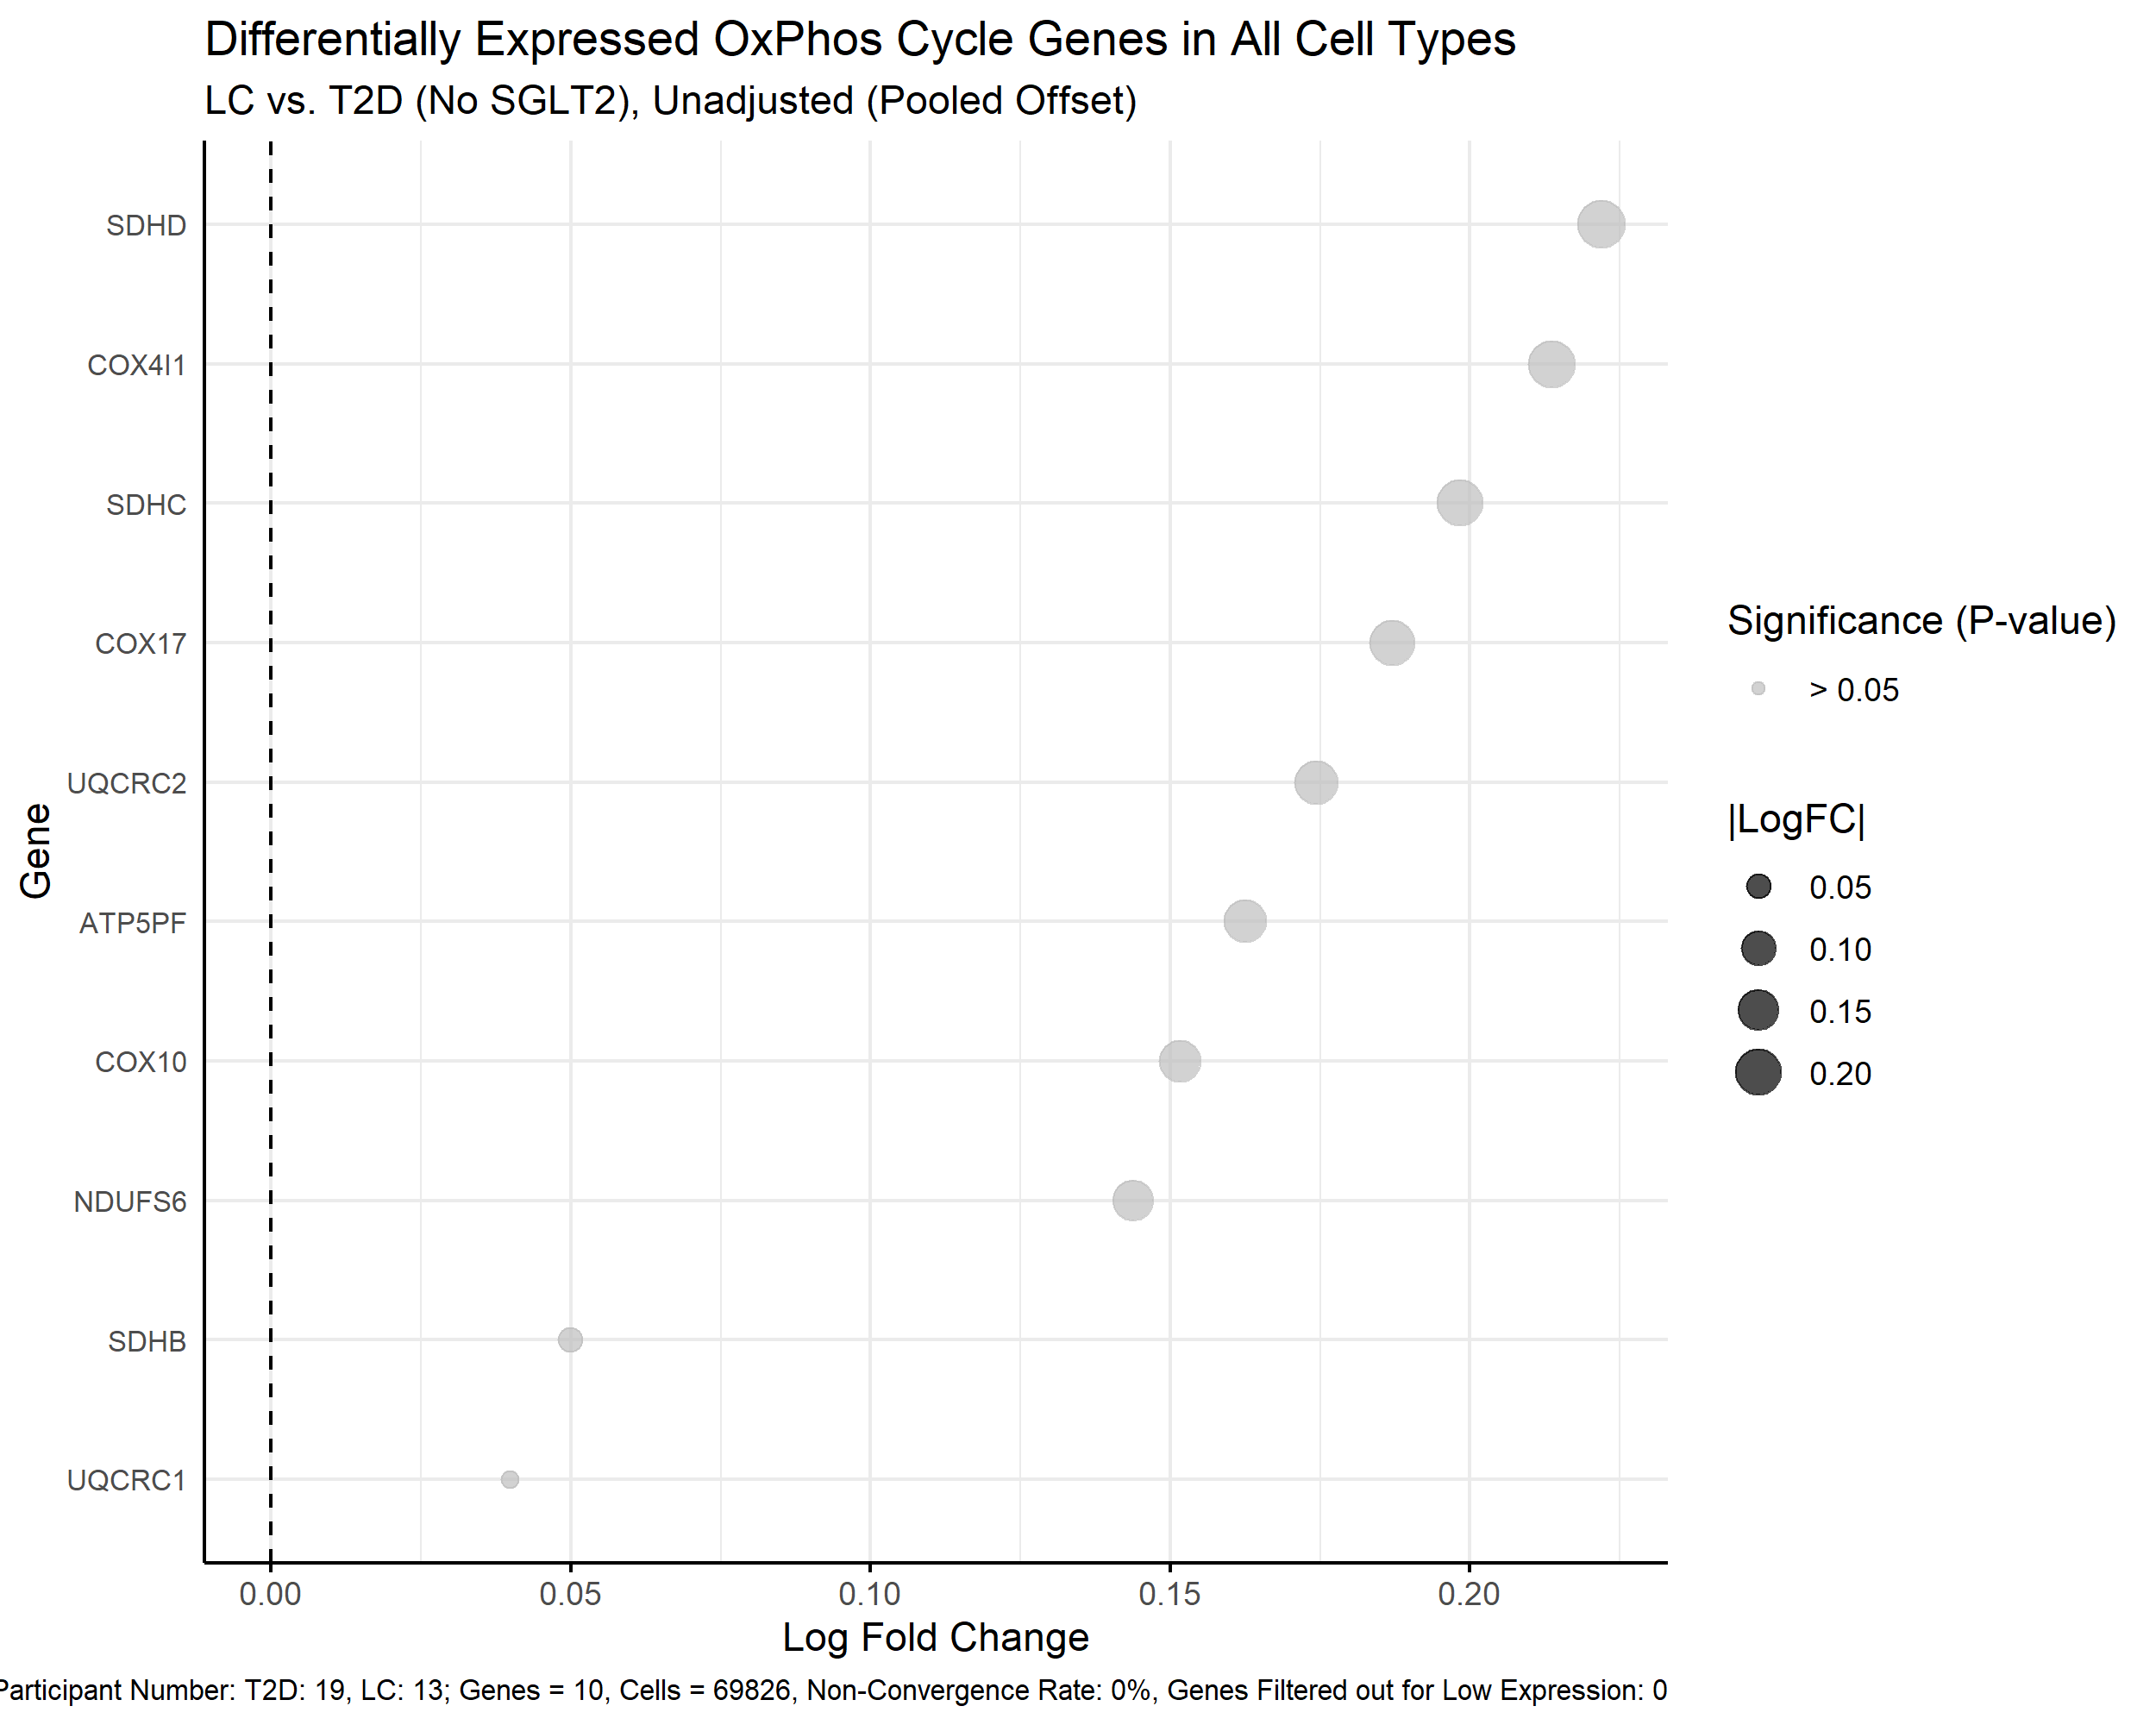 Differentially Expressed OxPhos Cycle Genes in All Cell Types
LC vs. T2D (No SGLT2), Unadjusted (Pooled Offset)
Gene
SDHD
COX4I1
SDHC
COX17
UQCRC2
ATP5PF
COX10
NDUFS6
SDHB
UQCRC1
0.00
0.05
0.10
0.15
0.20
Log Fold Change
Significance (P-value)
> 0.05
|LogFC|
0.05
0.10
0.15
0.20
Participant Number: T2D: 19, LC: 13; Genes = 10, Cells = 69826, Non-Convergence Rate: 0%, Genes Filtered out for Low Expression: 0